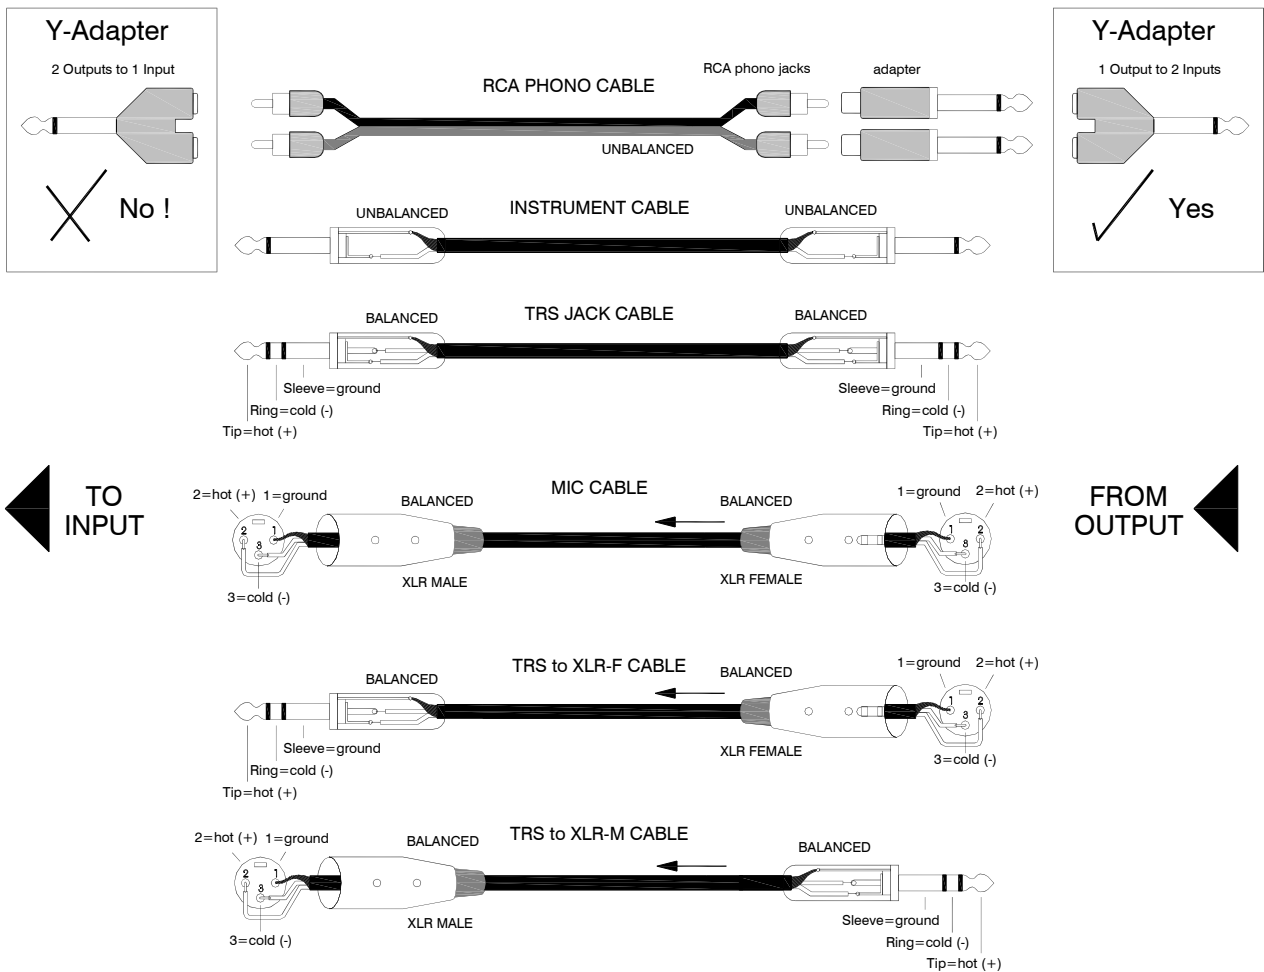 Y-Adapter
2 Outputs to 1 Input
No !
Y-Adapter
1 Output to 2 Inputs
Yes
RCA PHONO CABLE
RCA phono jacks
adapter
UNBALANCED
INSTRUMENT CABLE
UNBALANCED
UNBALANCED
TRS JACK CABLE
BALANCED
BALANCED
Sleeve=ground
Ring=cold (-)
Tip=hot (+)
Sleeve=ground
Ring=cold (-)
Tip=hot (+)
TO
INPUT
FROM
OUTPUT
MIC CABLE
2=hot (+) 1=ground
BALANCED
BALANCED
1=ground 2=hot (+)
2 1
3
1 2
3
XLR MALE
XLR FEMALE
3=cold (-)
3=cold (-)
TRS to XLR-F CABLE
BALANCED
BALANCED
1=ground 2=hot (+)
1 2
3
XLR FEMALE
Sleeve=ground
Ring=cold (-)
Tip=hot (+)
3=cold (-)
TRS to XLR-M CABLE
2=hot (+) 1=ground
BALANCED
BALANCED
2 1
3
XLR MALE
3=cold (-)
Sleeve=ground
Ring=cold (-)
Tip=hot (+)